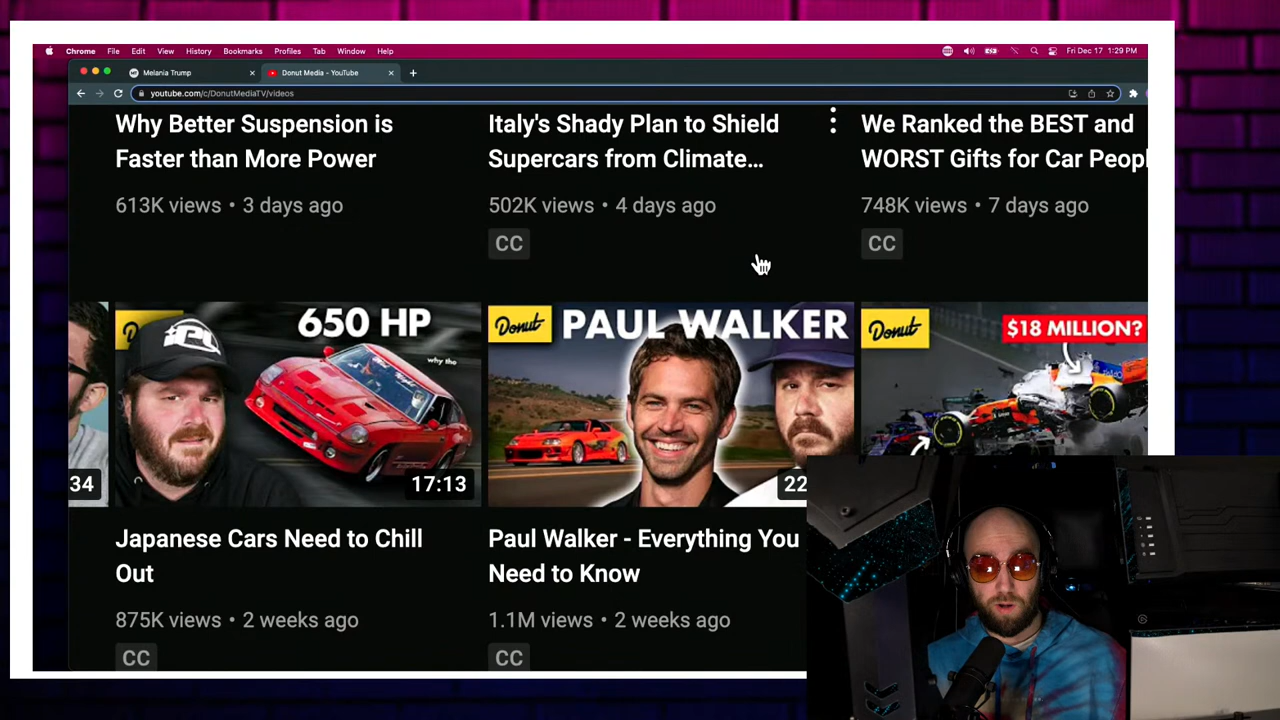 Chrome File Edit View History Bookmarks Profiles Tab Window Help Fri Dec 17 1:29 PM
Melania Trump
Donut Media - YouTube
youtube.com/c/DonutMediaTV/videos
Why Better Suspension is
Faster than More Power
613K views • 3 days ago
Italy's Shady Plan to Shield
Supercars from Climate…
502K views • 4 days ago
CC
We Ranked the BEST and
WORST Gifts for Car Peopl
748K views • 7 days ago
CC
34
650 HP
why tho
17:13
Japanese Cars Need to Chill
Out
875K views • 2 weeks ago
CC
Donut
PAUL WALKER
22
Paul Walker - Everything You
Need to Know
1.1M views • 2 weeks ago
CC
Donut
$18 MILLION?